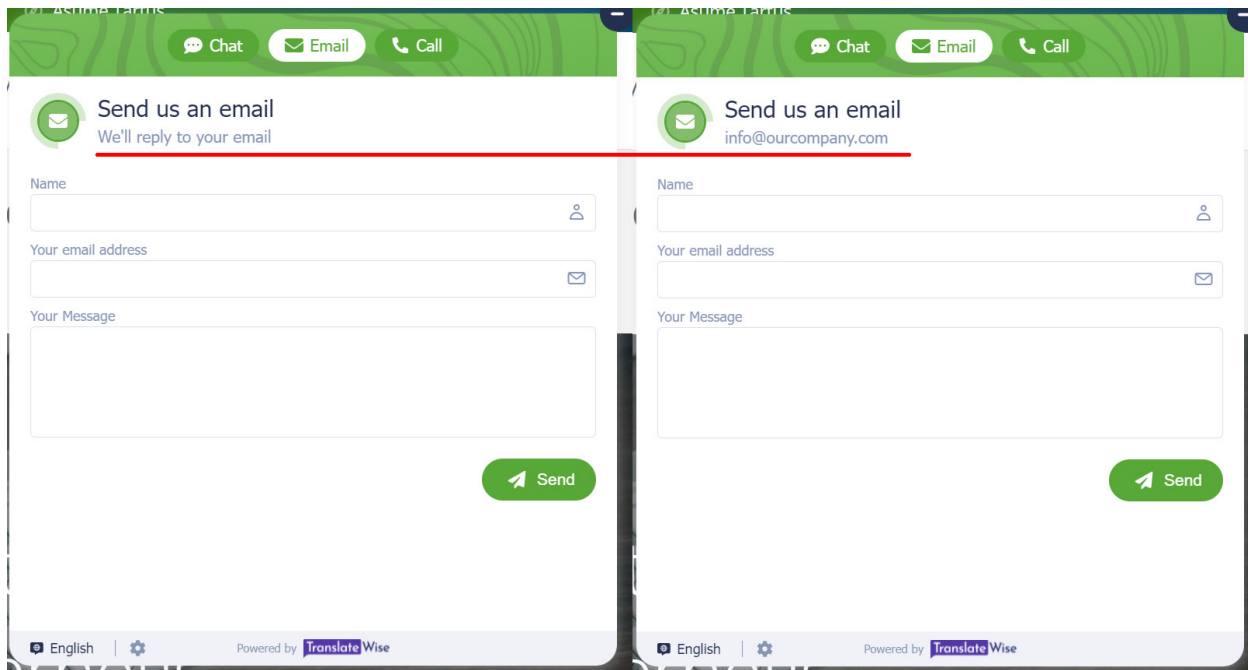 Chat
Email
Call
Send us an email
We'll reply to your email
Name
Your email address
Your Message
Send
English
Powered by TranslateWise
Chat
Email
Call
Send us an email
info@ourcompany.com
Name
Your email address
Your Message
Send
English
Powered by TranslateWise